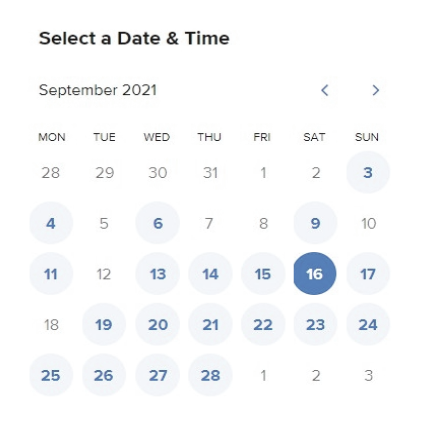 Select a Date & Time
September 2021
MON TUE WED THU FRI SAT SUN
28 29 30 31 1 2 3
4 5 6 7 8 9 10
11 12 13 14 15 16 17
18 19 20 21 22 23 24
25 26 27 28 1 2 3